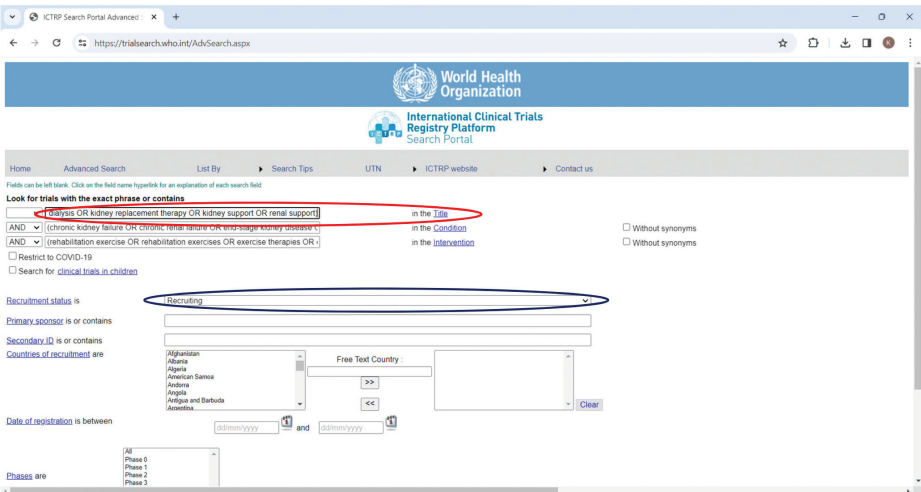 ICTRP Search Portal Advanced
https://trialsearch.who.int/AdvSearch.aspx
K
World Health
Organization
International Clinical Trials
Registry Platform
Search Portal
ICTRP
Home Advanced Search List By Search Tips UTN ICTRP website Contact us
Fields can be left blank. Click on the field name hyperlink for an explanation of each search field
Look for trials with the exact phrase or contains
dialysis OR kidney replacement therapy OR kidney support OR renal support) in the Title
AND (chronic kidney failure OR chronic renal failure OR end-stage kidney disease in the Condition Without synonyms
AND (rehabilitation exercise OR rehabilitation exercises OR exercise therapies OR in the Intervention Without synonyms
Restrict to COVID-19
Search for clinical trials in children
Recruitment status is Recruiting
Primary sponsor is or contains
Secondary ID is or contains
Countries of recruitment are
Afghanistan
Albania
Algeria
American Samoa
Andorra
Angola
Antigua and Barbuda
Argentina
Free Text Country :
>>
<<
Clear
Date of registration is between dd/mm/yyyy and dd/mm/yyyy
Phases are
All
Phase 0
Phase 1
Phase 2
Phase 3